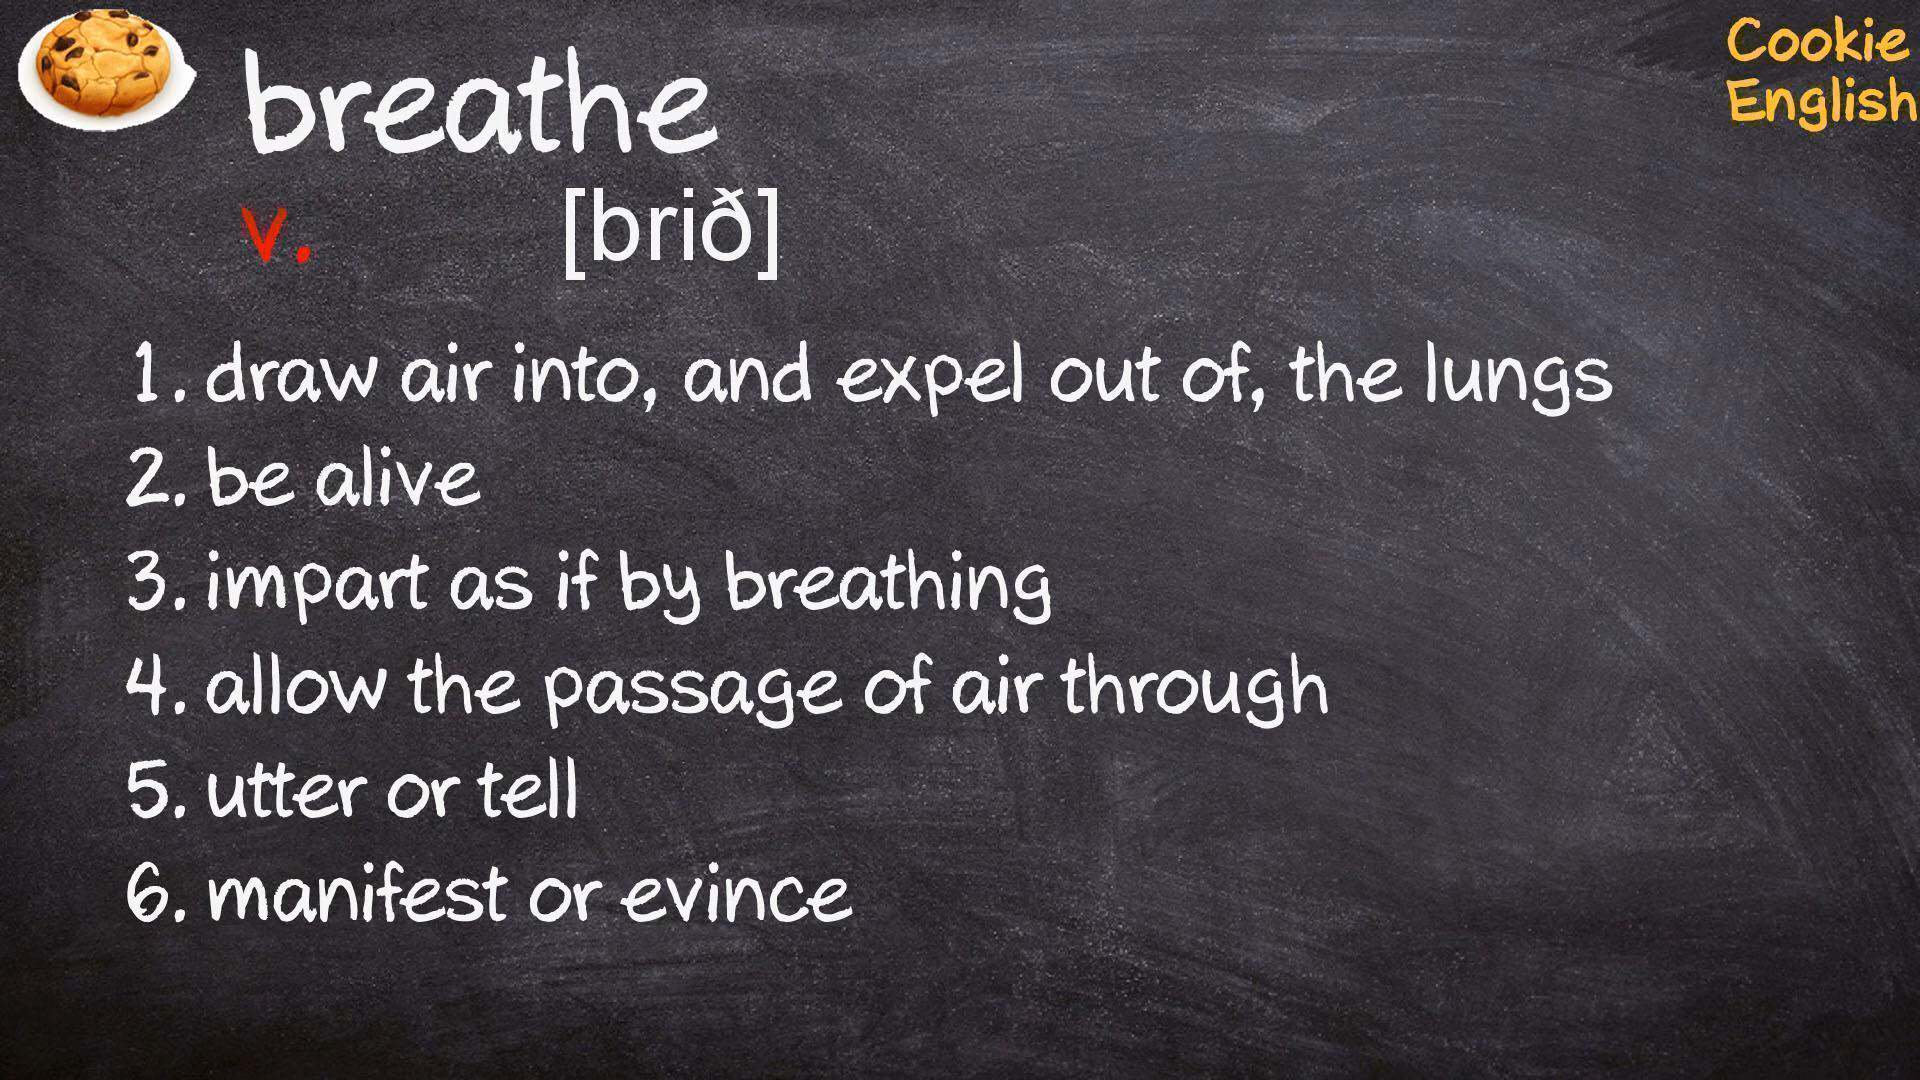 breathe
Cookie
English
v. [brið]
1. draw air into, and expel out of, the lungs
2. be alive
3. impart as if by breathing
4. allow the passage of air through
5. utter or tell
6. manifest or evince